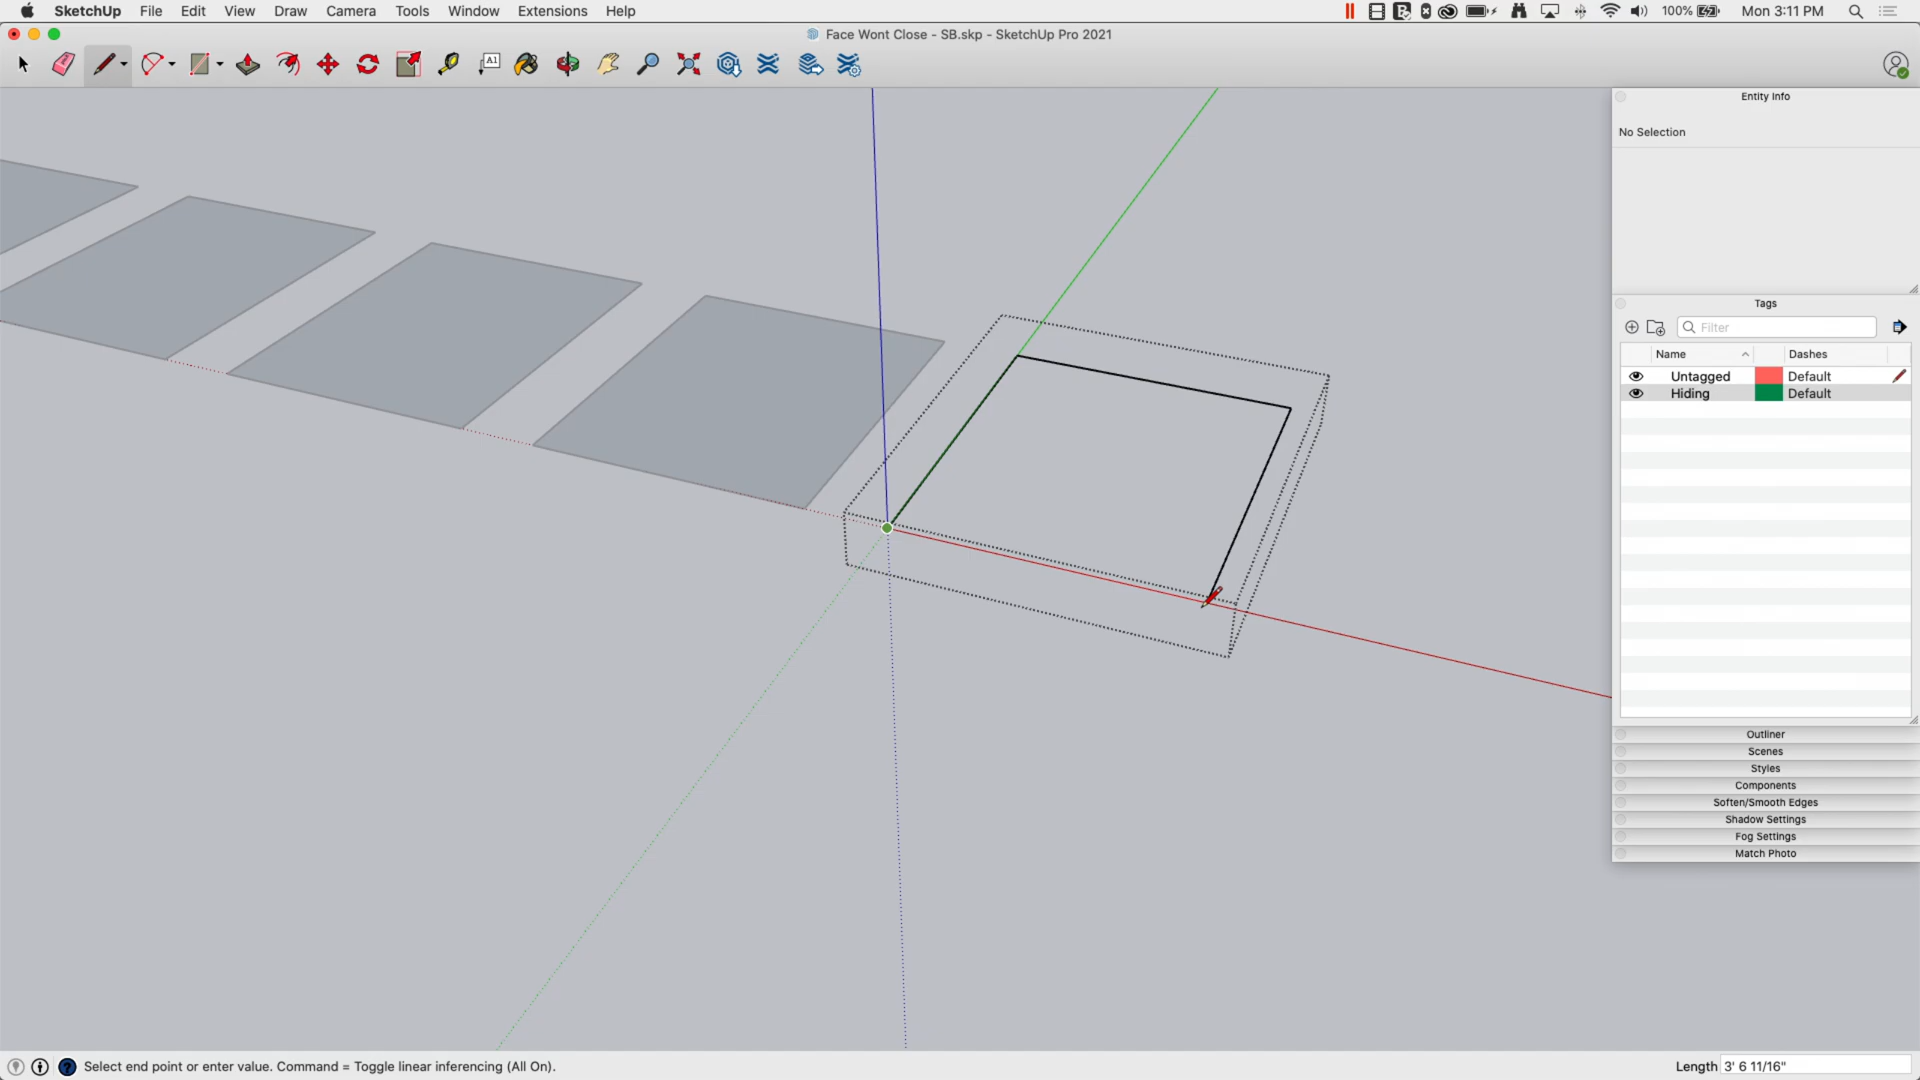 SketchUp File Edit View Draw Camera Tools Window Extensions Help 100% Mon 3:11 PM
Face Wont Close - SB.skp - SketchUp Pro 2021
A1
Entity Info
No Selection
Tags
Filter
Name Dashes
Untagged Default
Hiding Default
Outliner
Scenes
Styles
Components
Soften/Smooth Edges
Shadow Settings
Fog Settings
Match Photo
Select end point or enter value. Command = Toggle linear inferencing (All On). Length 3' 6 11/16"